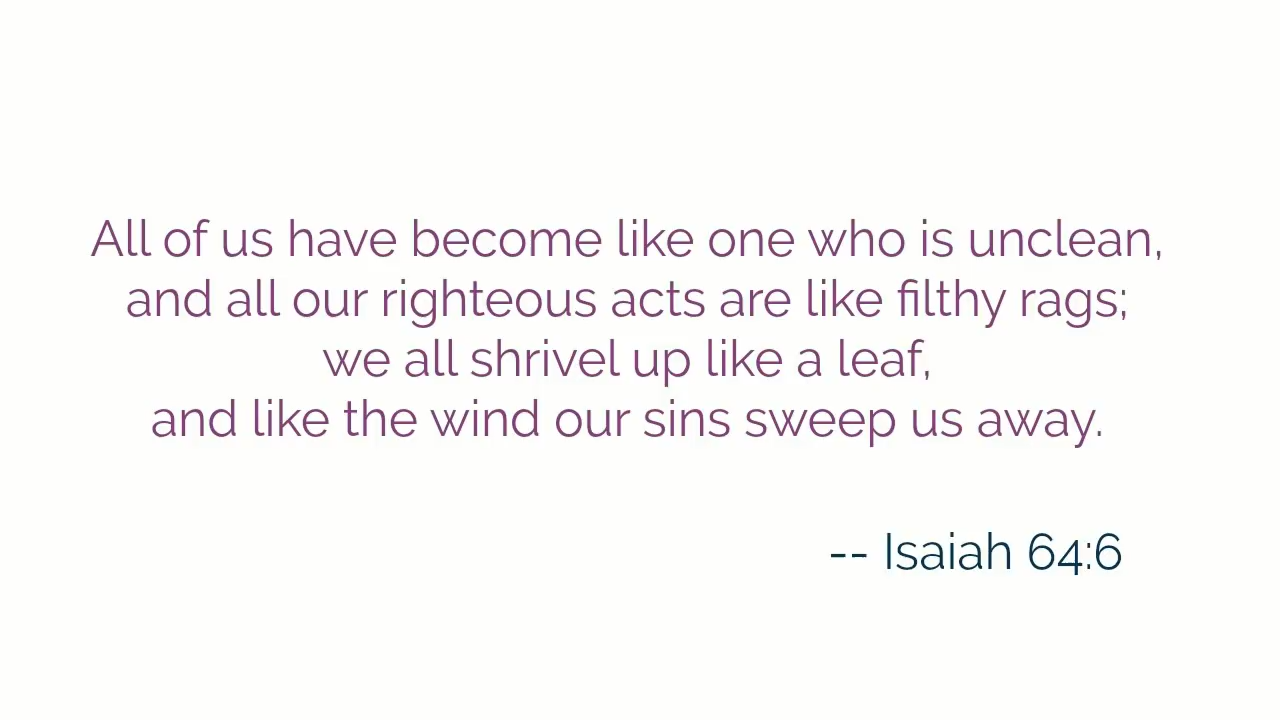 All of us have become like one who is unclean,
and all our righteous acts are like filthy rags;
we all shrivel up like a leaf,
and like the wind our sins sweep us away.
-- Isaiah 64:6